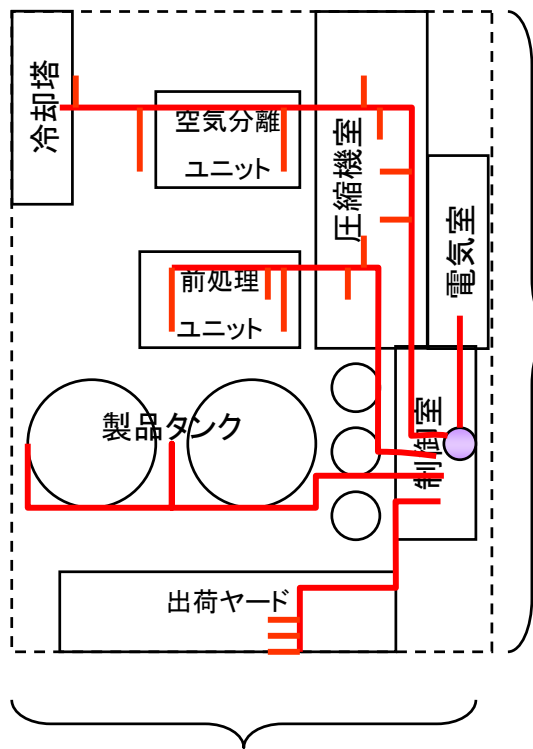 冷却塔
空気分離
ユニット
圧縮機室
電気室
前処理
ユニット
製品タンク
制御室
出荷ヤード